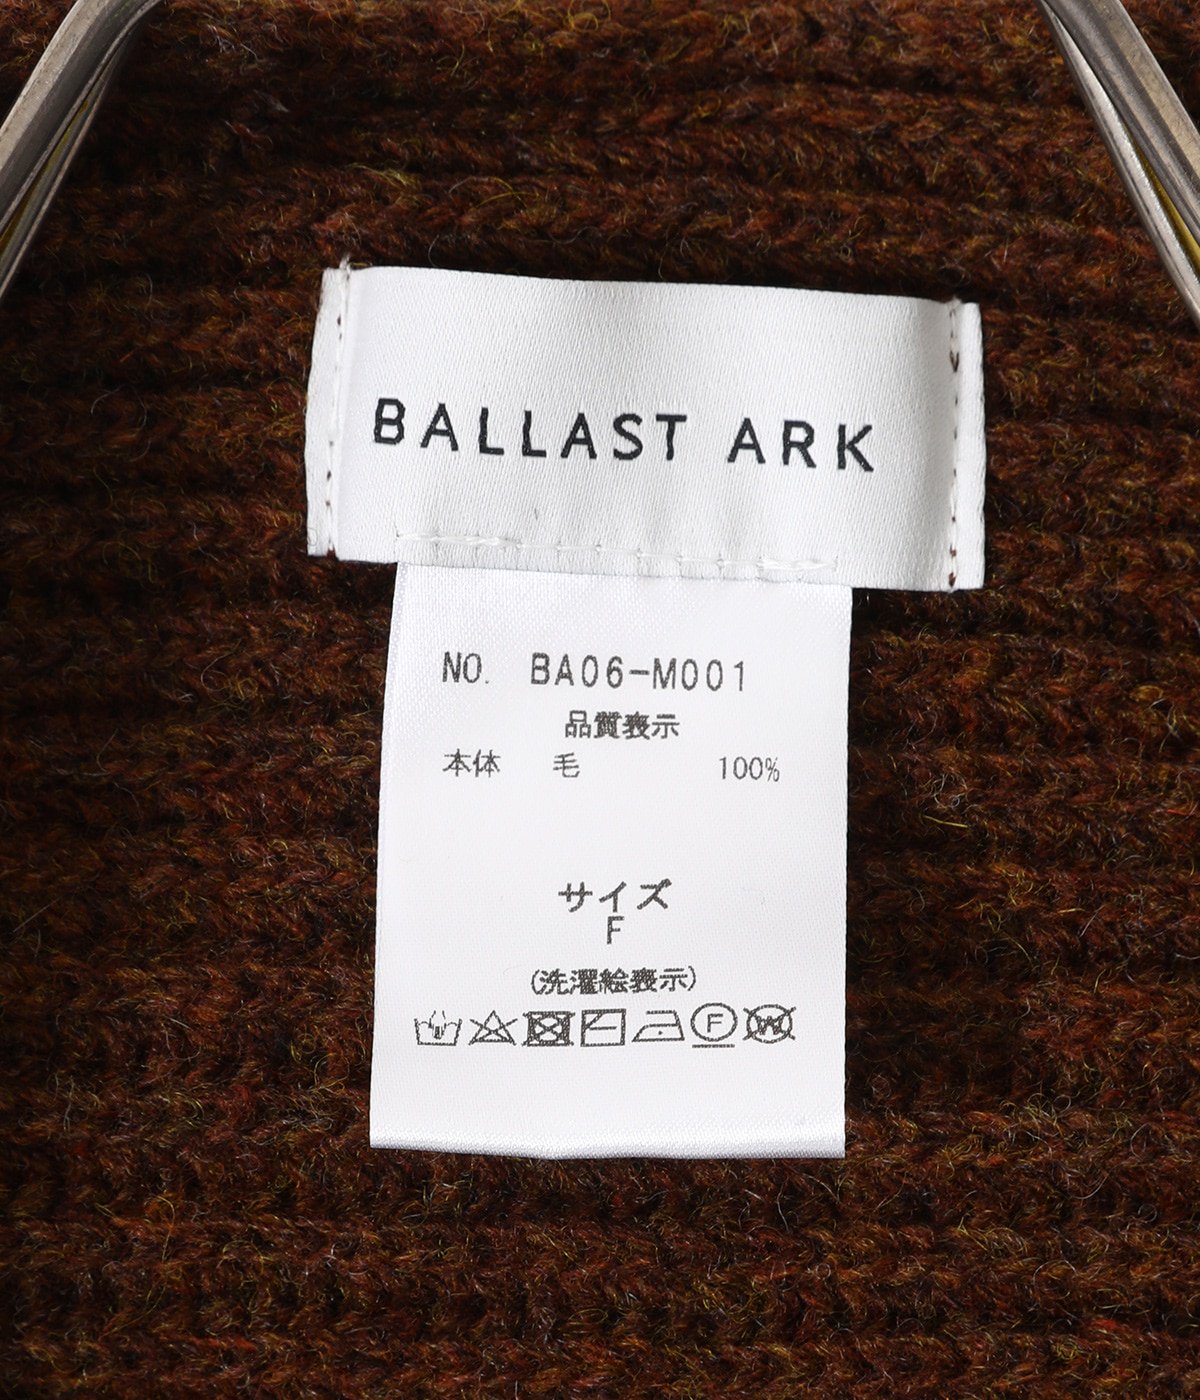 BALLAST ARK
NO. BA06-M001
品質表示
本体 毛 100%
サイズ
F
(洗濯絵表示)
F W